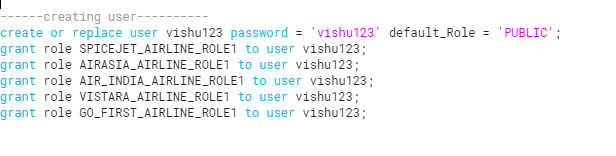 ------creating user----------
create or replace user vishu123 password = 'vishu123' default_Role = 'PUBLIC';
grant role SPICEJET_AIRLINE_ROLE1 to user vishu123;
grant role AIRASIA_AIRLINE_ROLE1 to user vishu123;
grant role AIR_INDIA_AIRLINE_ROLE1 to user vishu123;
grant role VISTARA_AIRLINE_ROLE1 to user vishu123;
grant role GO_FIRST_AIRLINE_ROLE1 to user vishu123;